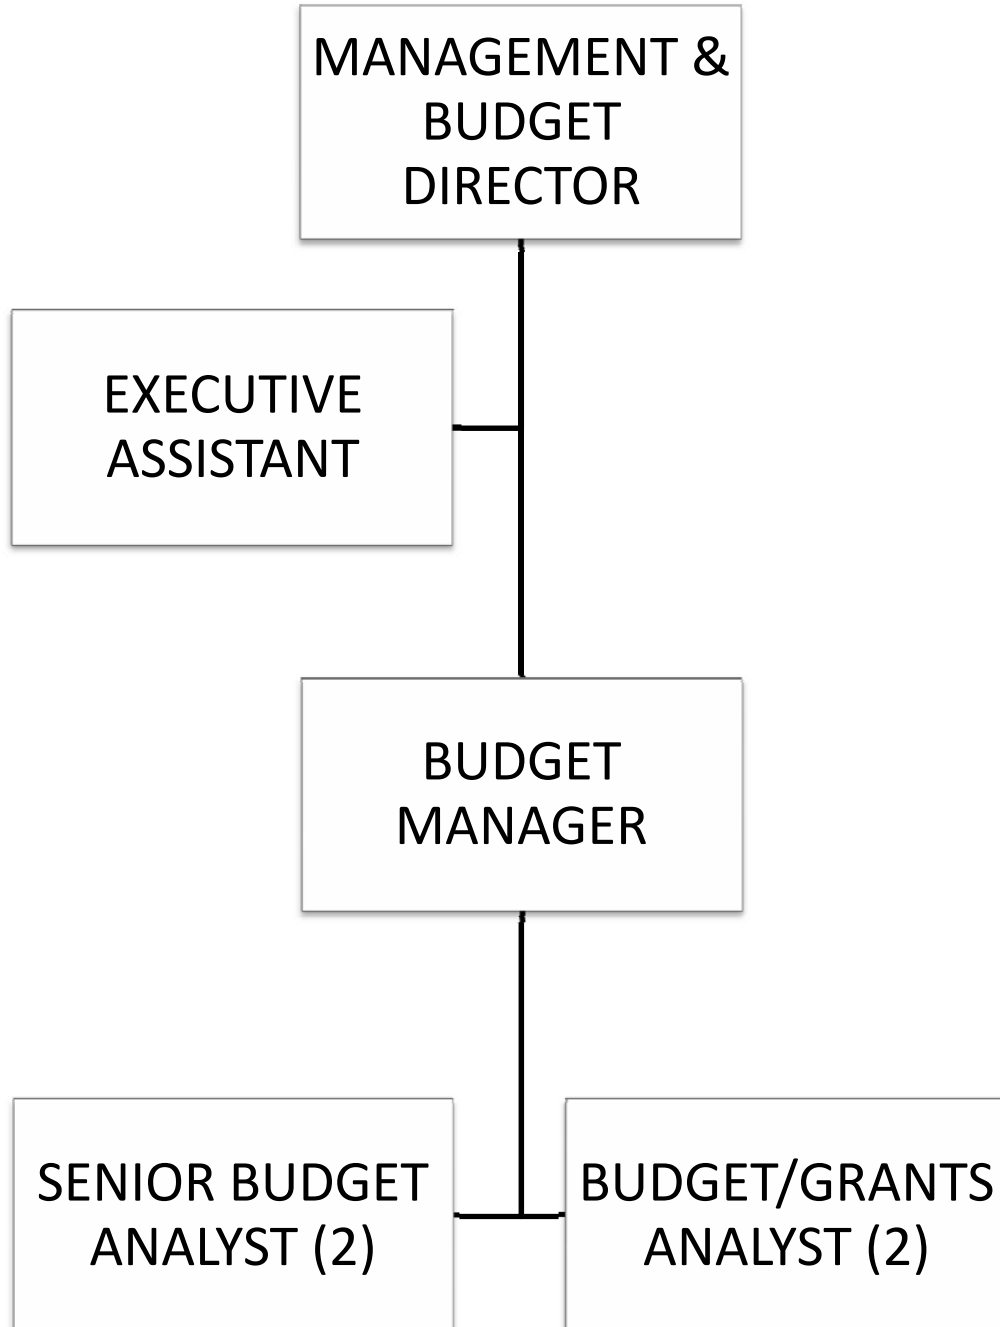 MANAGEMENT &
BUDGET
DIRECTOR
EXECUTIVE
ASSISTANT
BUDGET
MANAGER
SENIOR BUDGET
ANALYST (2)
BUDGET/GRANTS
ANALYST (2)